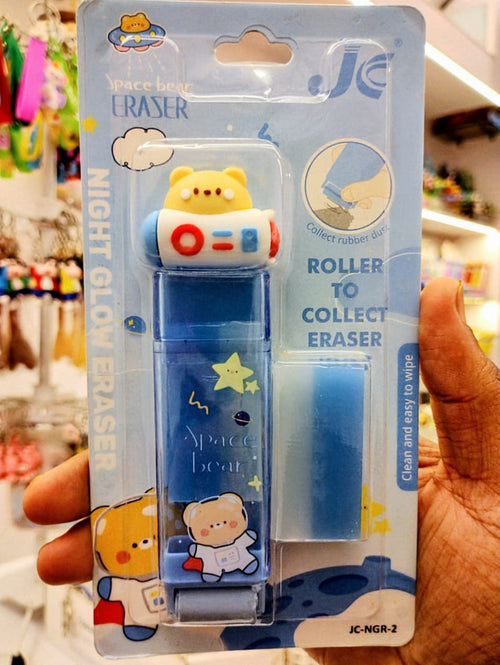 Space bear
ERASER
JC®
NIGHT GLOW ERASER
Collect rubber dust
ROLLER
TO
COLLECT
ERASER
Clean and easy to wipe
Space
bear
JC-NGR-2